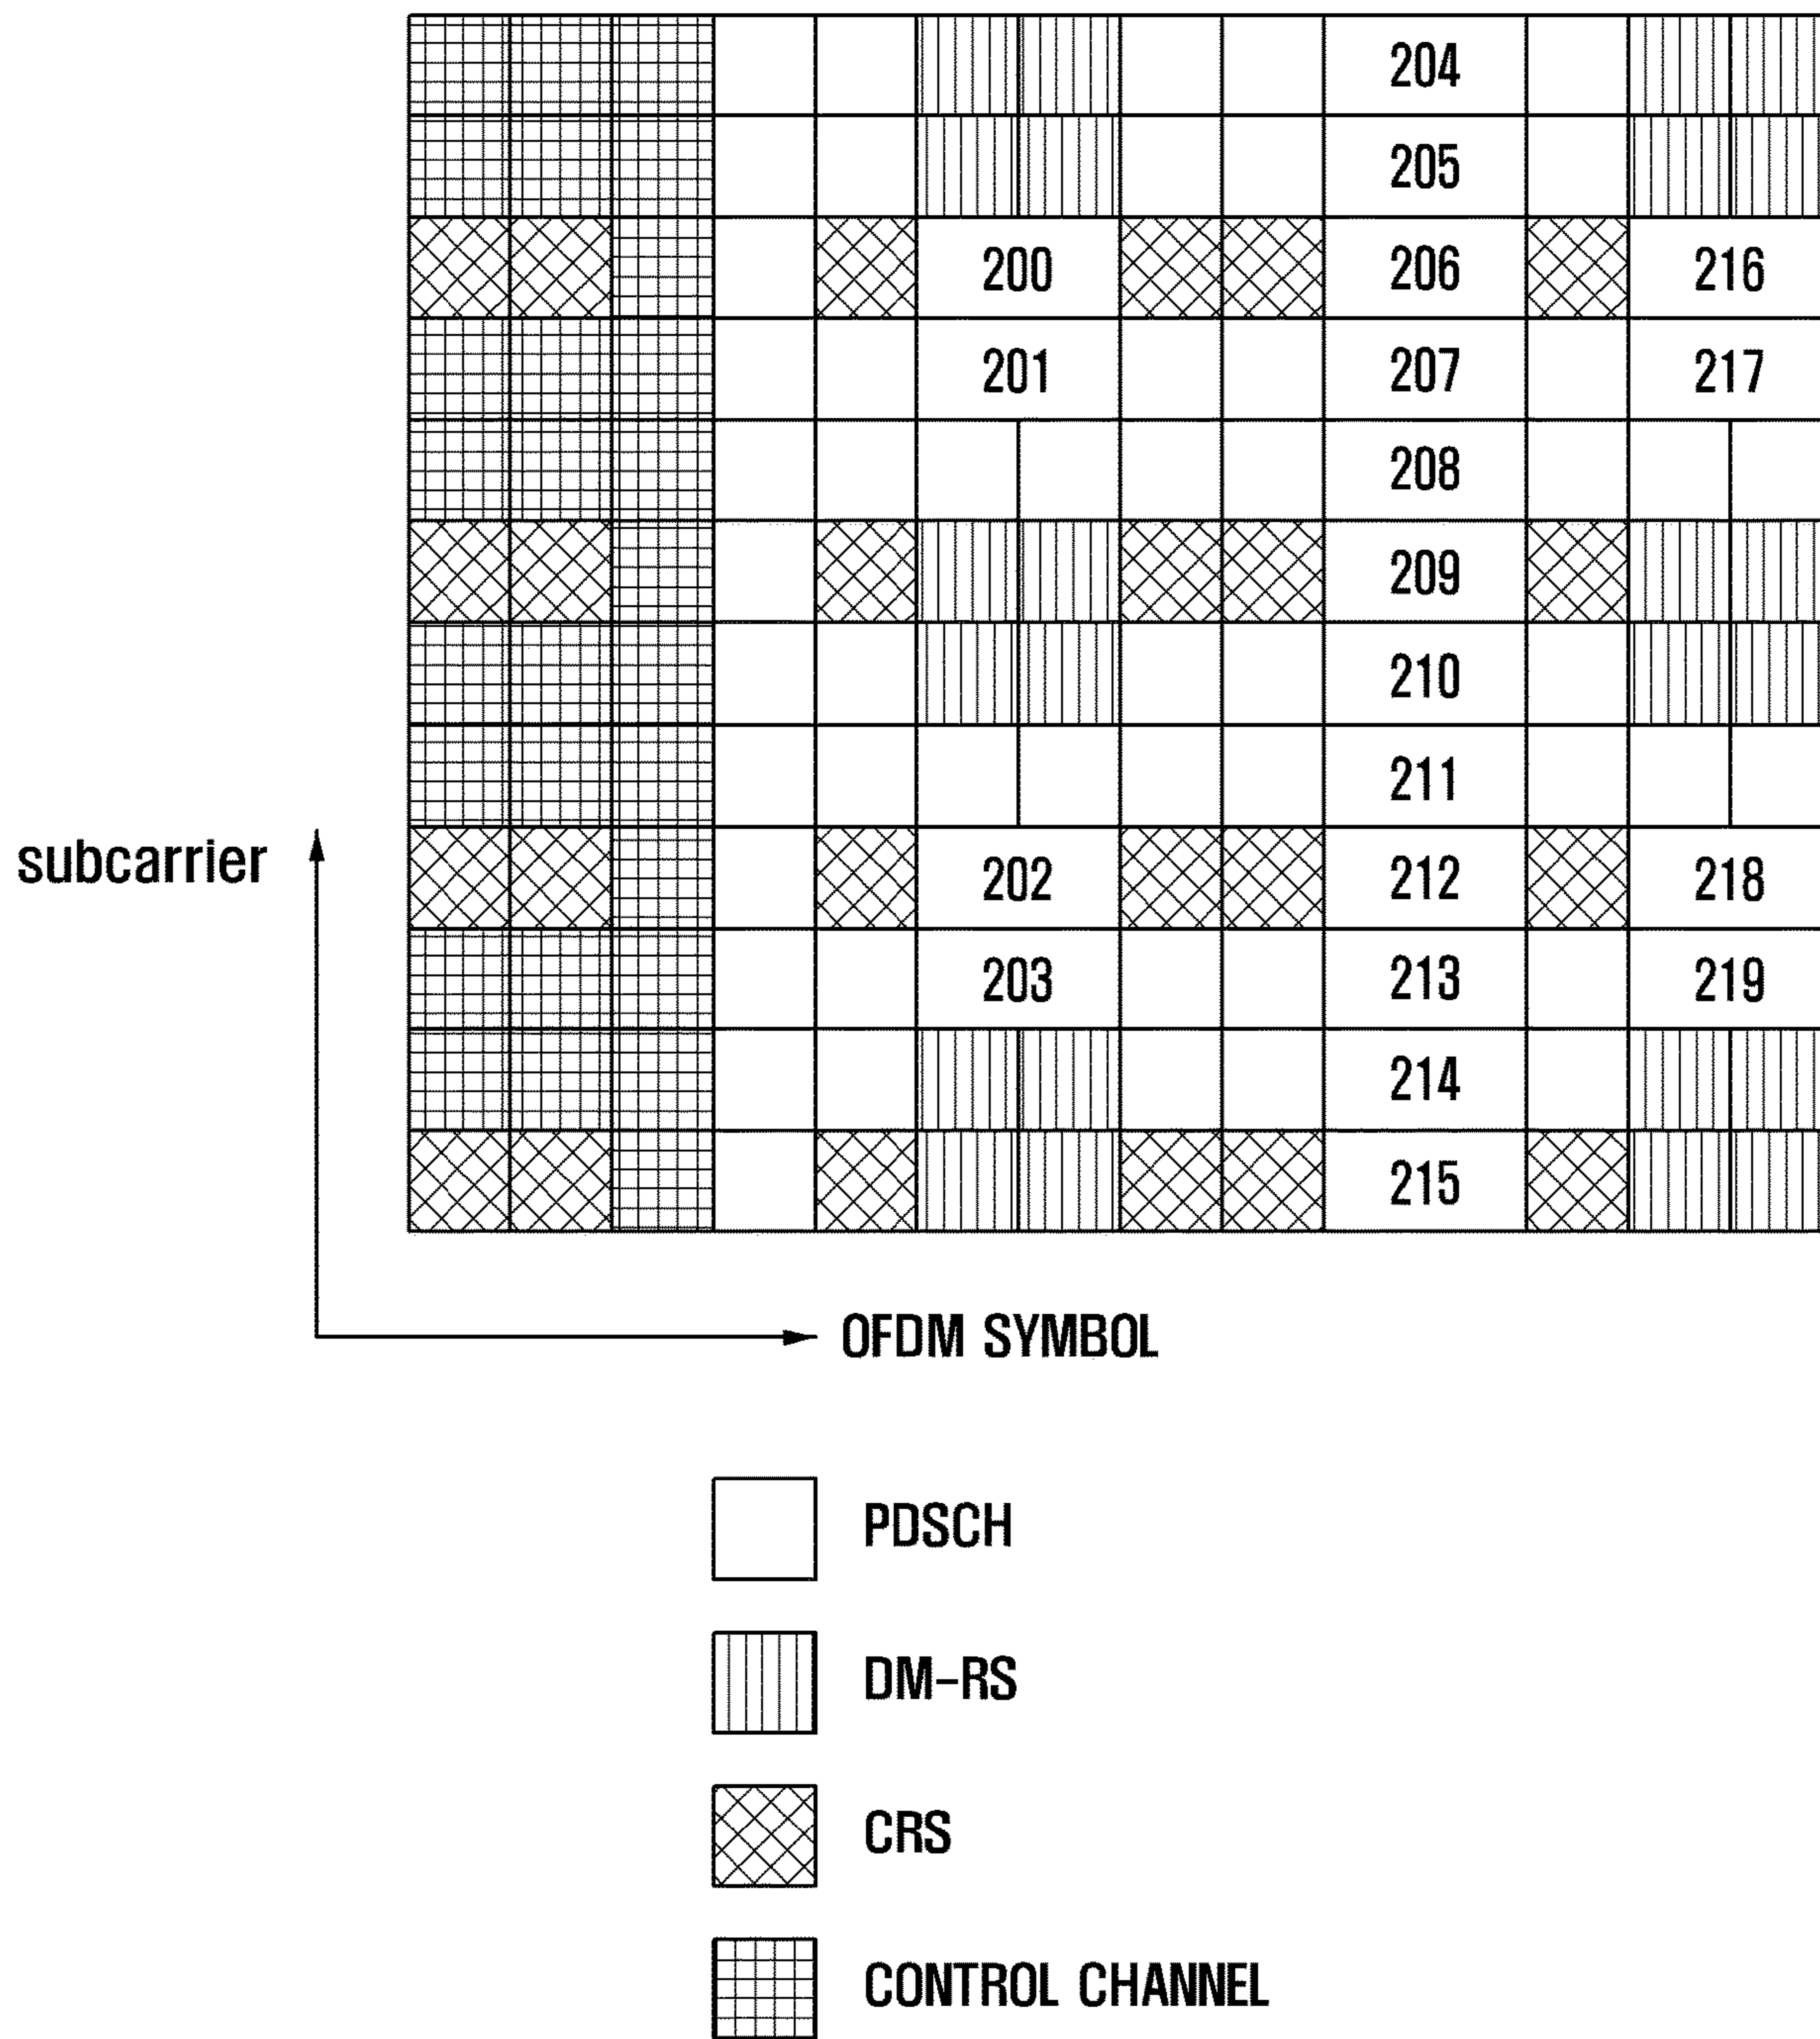 204
205
200 206 216
201 207 217
208
209
210
211
subcarrier
202 212 218
203 213 219
214
215
OFDM SYMBOL
PDSCH
DM-RS
CRS
CONTROL CHANNEL